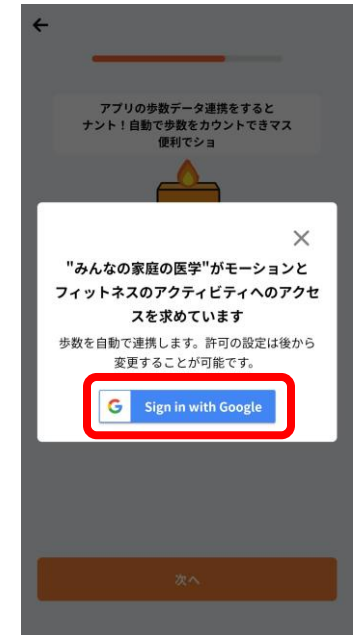 アプリの歩数データ連携をすると
ナント！自動で歩数をカウントできマス
便利でショ
"みんなの家庭の医学"がモーションと
フィットネスのアクティビティへのアクセ
スを求めています
歩数を自動で連携します。許可の設定は後から
変更することが可能です。
Sign in with Google
次へ